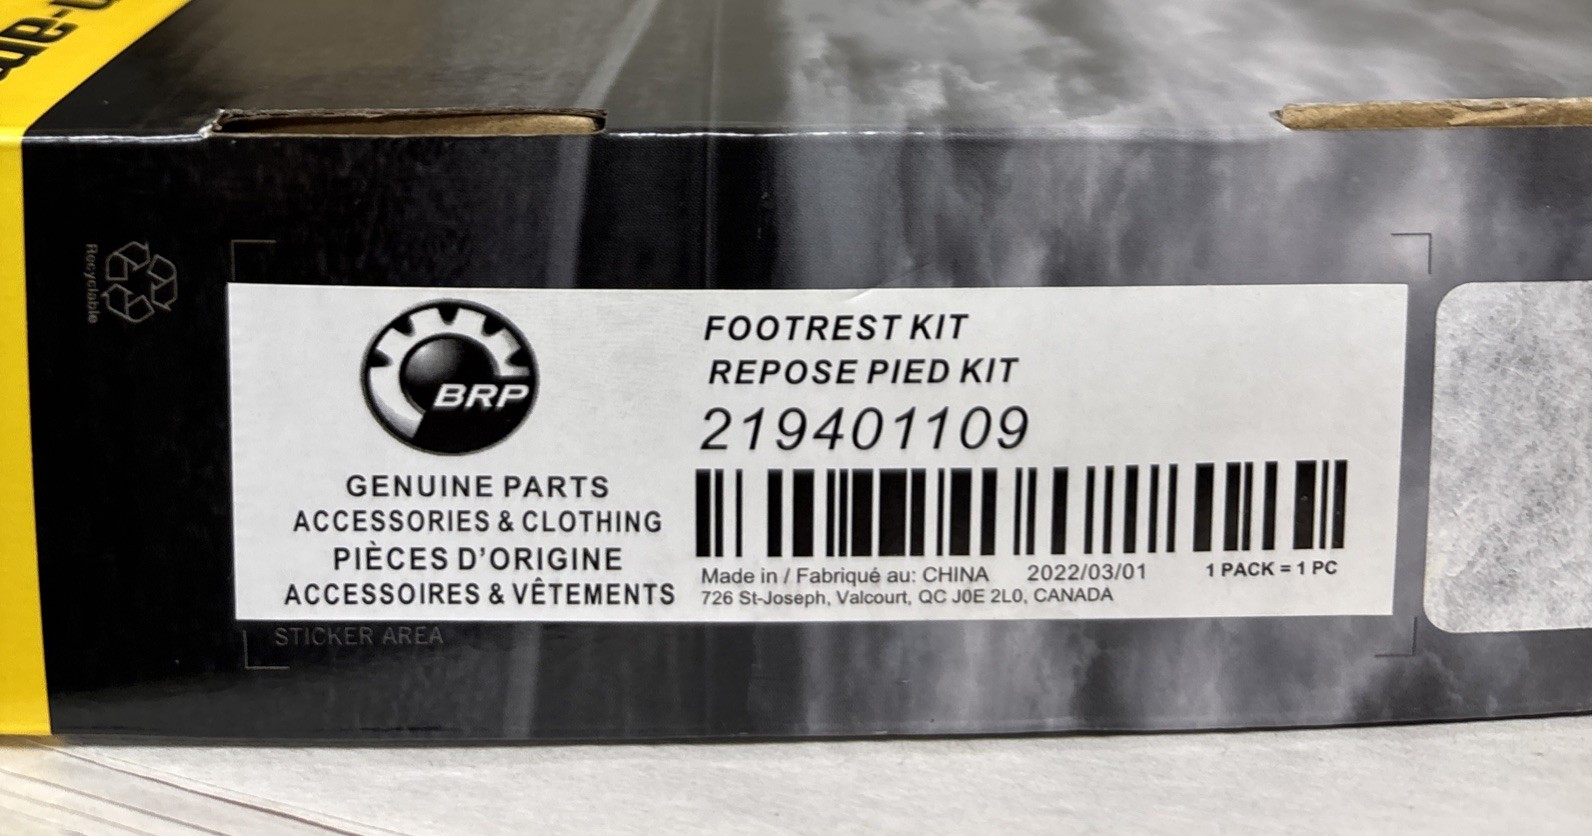 Recyclable
BRP
GENUINE PARTS
ACCESSORIES & CLOTHING
PIÈCES D'ORIGINE
ACCESSOIRES & VÊTEMENTS
FOOTREST KIT
REPOSE PIED KIT
219401109
Made in / Fabriqué au: CHINA 2022/03/01 1 PACK = 1 PC
726 St-Joseph, Valcourt, QC J0E 2L0, CANADA
STICKER AREA